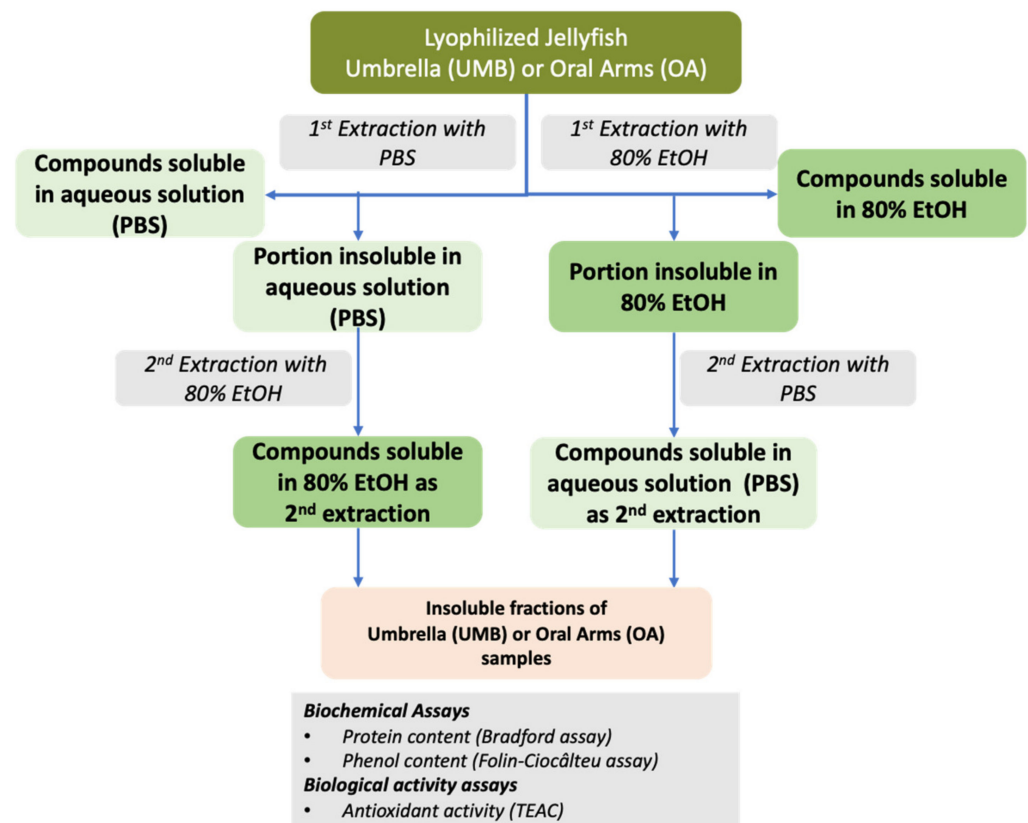 Lyophilized Jellyfish
Umbrella (UMB) or Oral Arms (OA)
1st Extraction with
PBS
1st Extraction with
80% EtOH
Compounds soluble
in aqueous solution
(PBS)
Compounds soluble
in 80% EtOH
Portion insoluble in
aqueous solution
(PBS)
Portion insoluble in
80% EtOH
2nd Extraction with
80% EtOH
2nd Extraction with
PBS
Compounds soluble
in 80% EtOH as
2nd extraction
Compounds soluble in
aqueous solution (PBS)
as 2nd extraction
Insoluble fractions of
Umbrella (UMB) or Oral Arms (OA)
samples
Biochemical Assays
• Protein content (Bradford assay)
• Phenol content (Folin-Ciocâlteu assay)
Biological activity assays
• Antioxidant activity (TEAC)